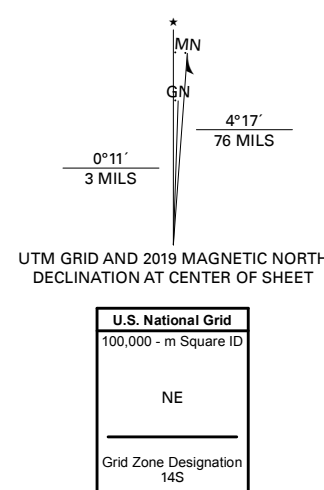 ★
MN
GN
4°17´
76 MILS
0°11´
3 MILS
UTM GRID AND 2019 MAGNETIC NORTH
DECLINATION AT CENTER OF SHEET
U.S. National Grid
100,000 - m Square ID
NE
Grid Zone Designation
14S